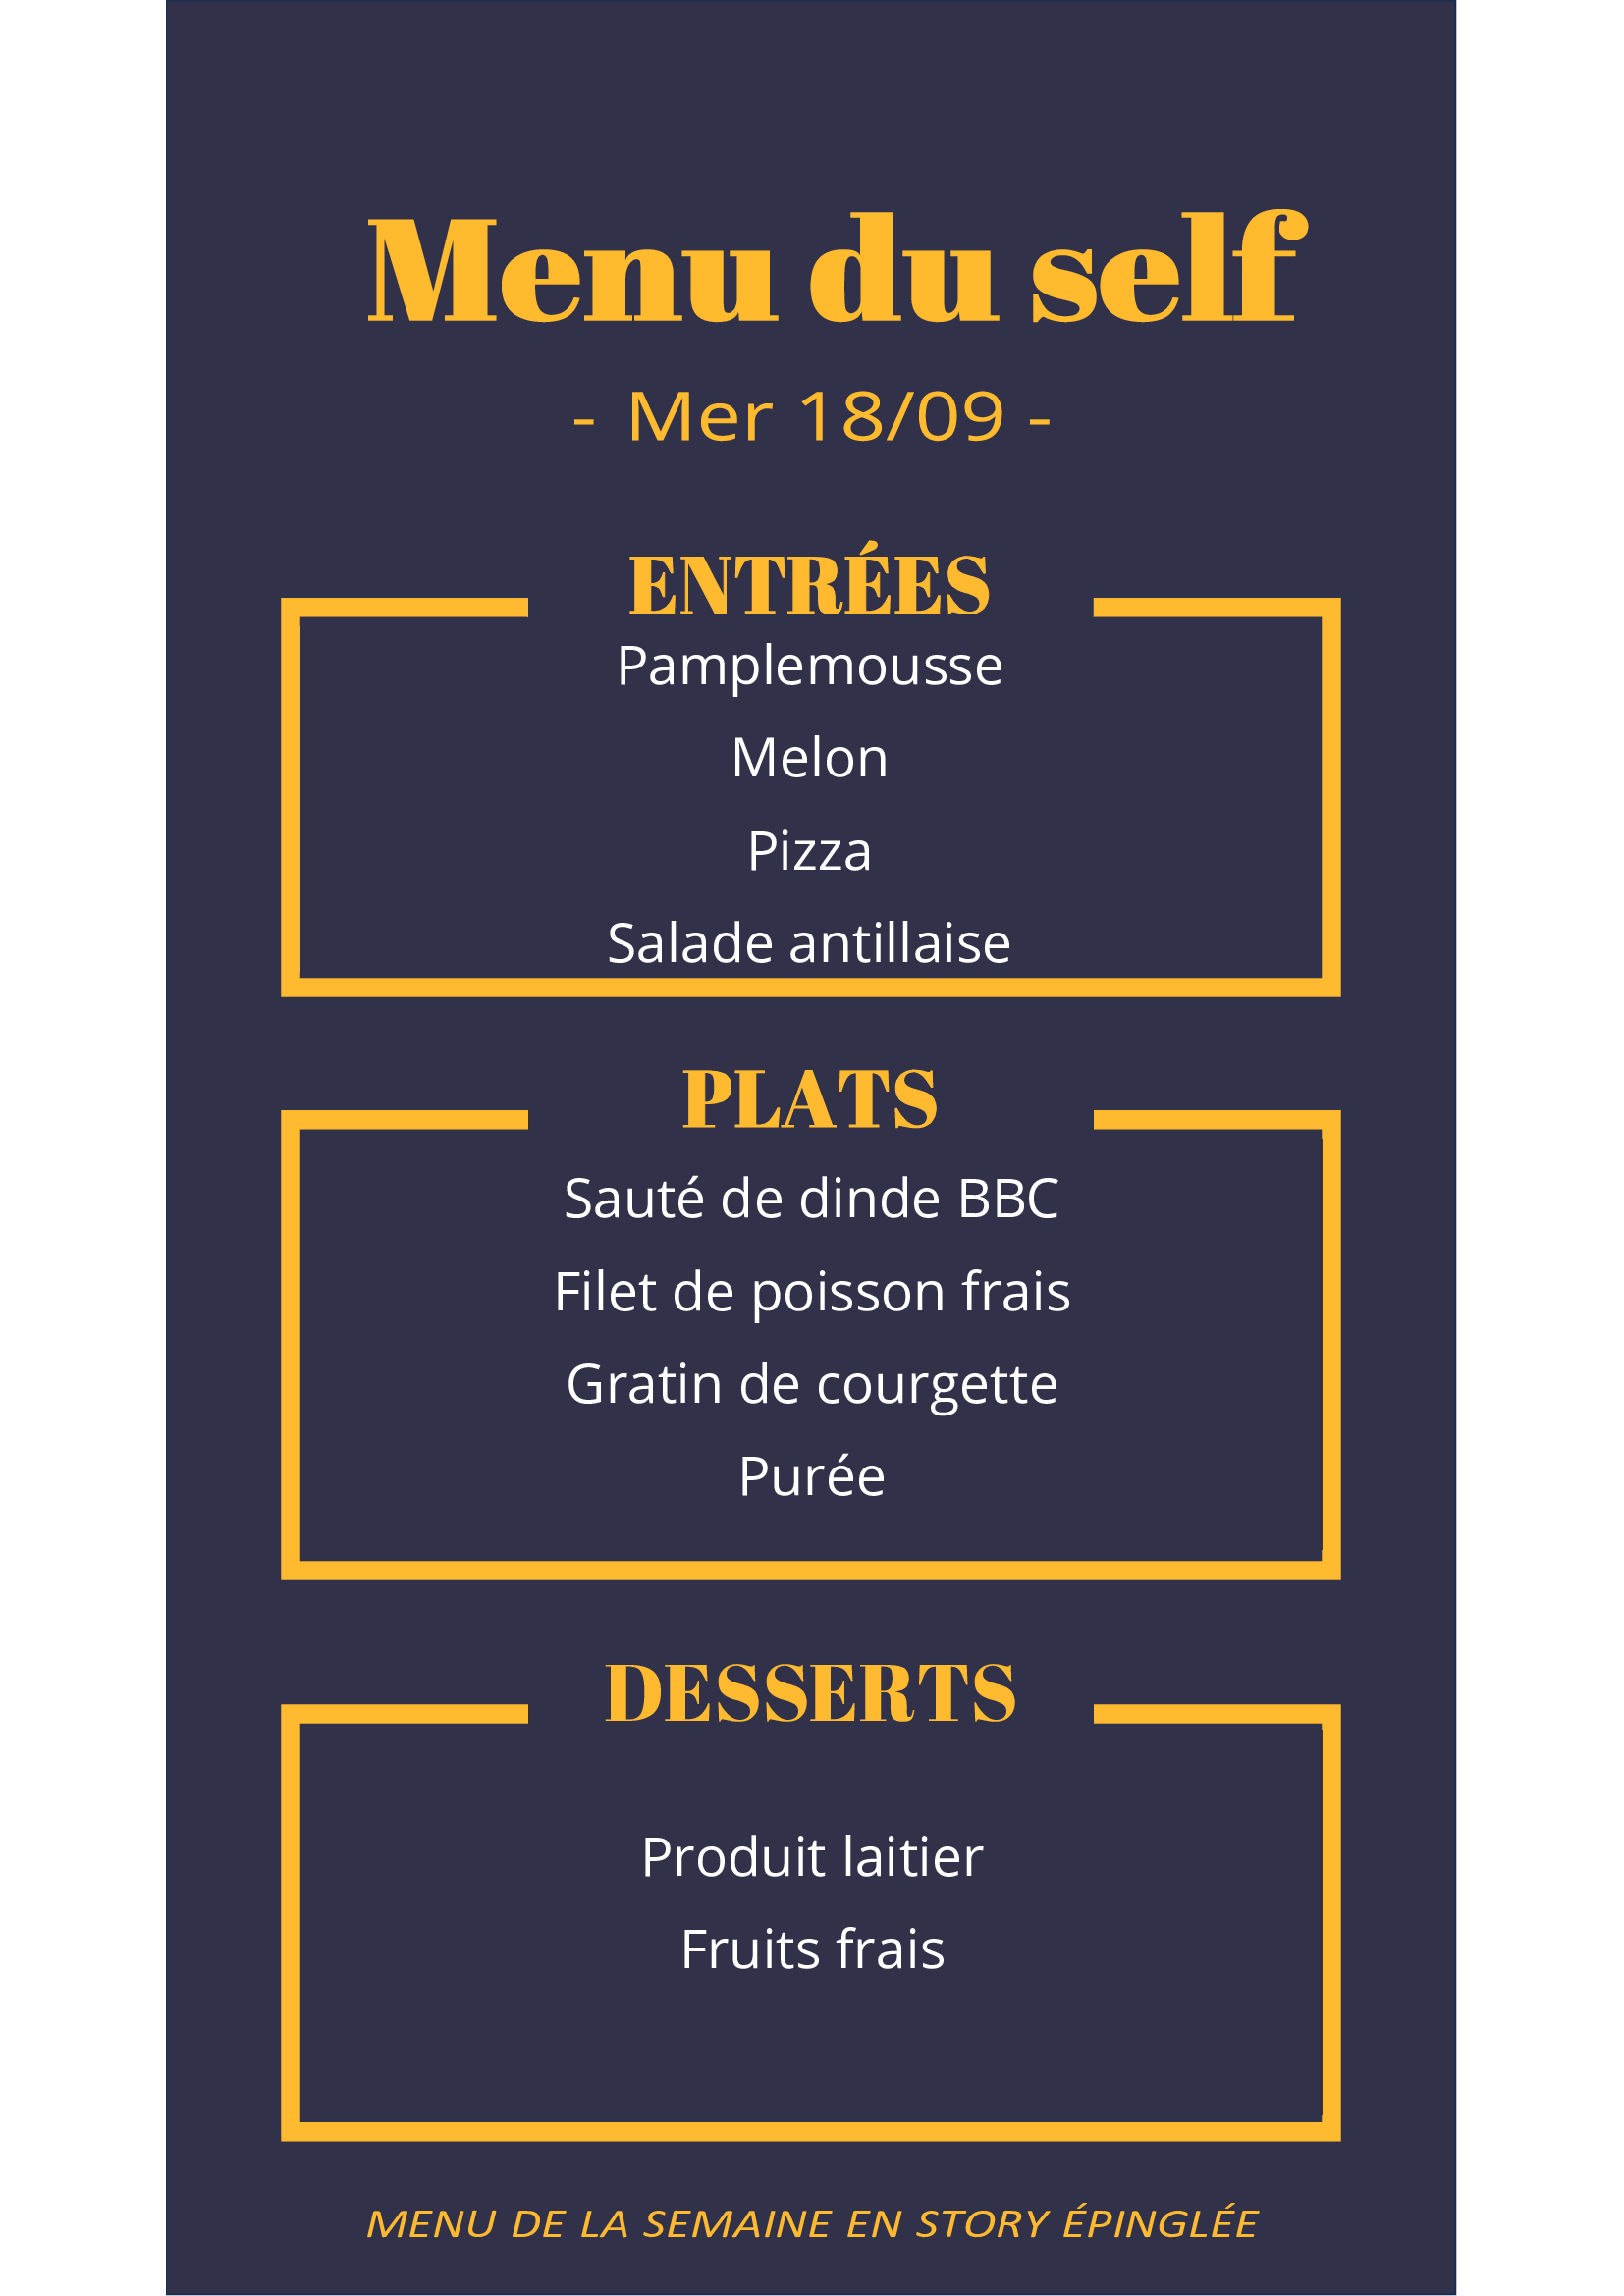 Menu du self
- Mer 18/09 -
ENTRÉES
Pamplemousse
Melon
Pizza
Salade antillaise
PLATS
Sauté de dinde BBC
Filet de poisson frais
Gratin de courgette
Purée
DESSERTS
Produit laitier
Fruits frais
MENU DE LA SEMAINE EN STORY ÉPINGLÉE